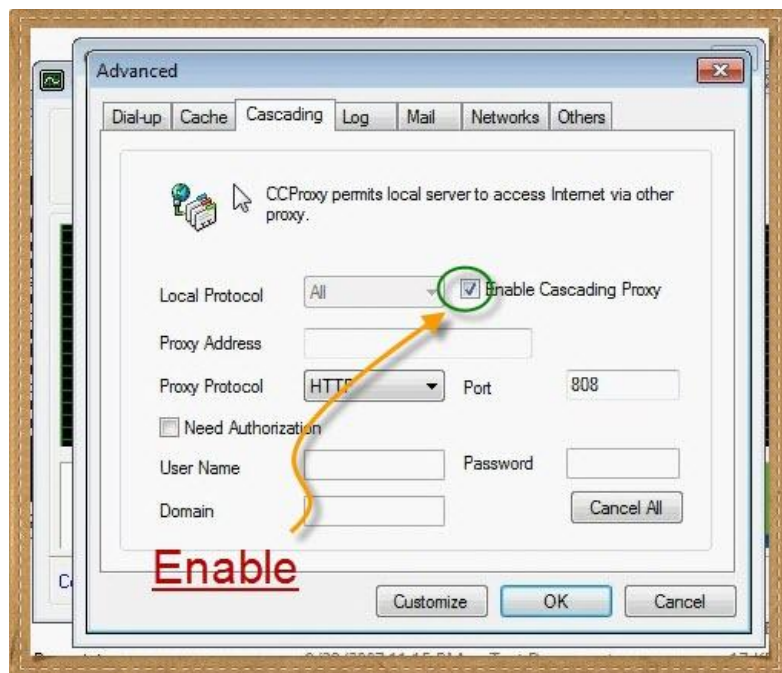 Advanced
Dial-up Cache Cascading Log Mail Networks Others
CCProxy permits local server to access Internet via other
proxy.
Local Protocol All Enable Cascading Proxy
Proxy Address
Proxy Protocol HTTP Port 808
Need Authorization
User Name Password
Domain Cancel All
Enable
Customize OK Cancel